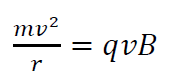 mv²/r = qvB